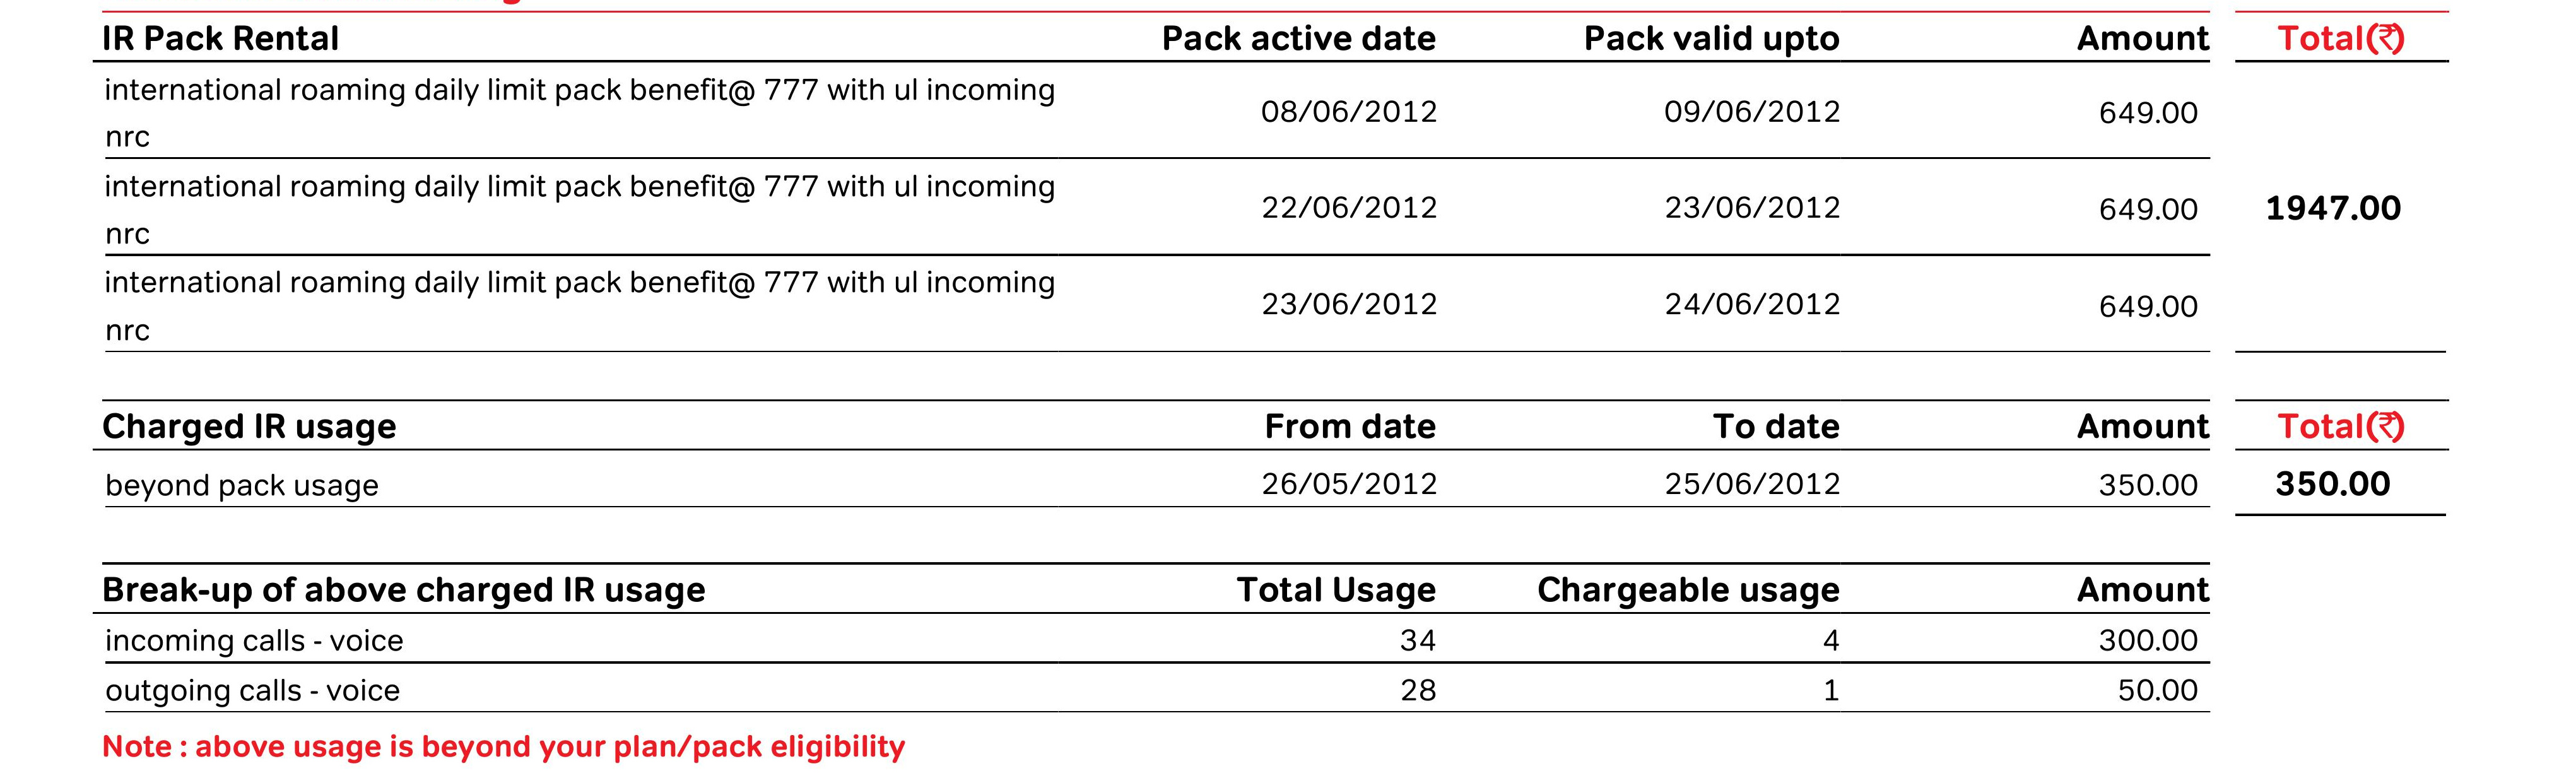 IR Pack Rental Pack active date Pack valid upto Amount Total(₹)
international roaming daily limit pack benefit@ 777 with ul incoming
nrc 08/06/2012 09/06/2012 649.00
international roaming daily limit pack benefit@ 777 with ul incoming
nrc 22/06/2012 23/06/2012 649.00 1947.00
international roaming daily limit pack benefit@ 777 with ul incoming
nrc 23/06/2012 24/06/2012 649.00
Charged IR usage From date To date Amount Total(₹)
beyond pack usage 26/05/2012 25/06/2012 350.00 350.00
Break-up of above charged IR usage Total Usage Chargeable usage Amount
incoming calls - voice 34 4 300.00
outgoing calls - voice 28 1 50.00
Note : above usage is beyond your plan/pack eligibility